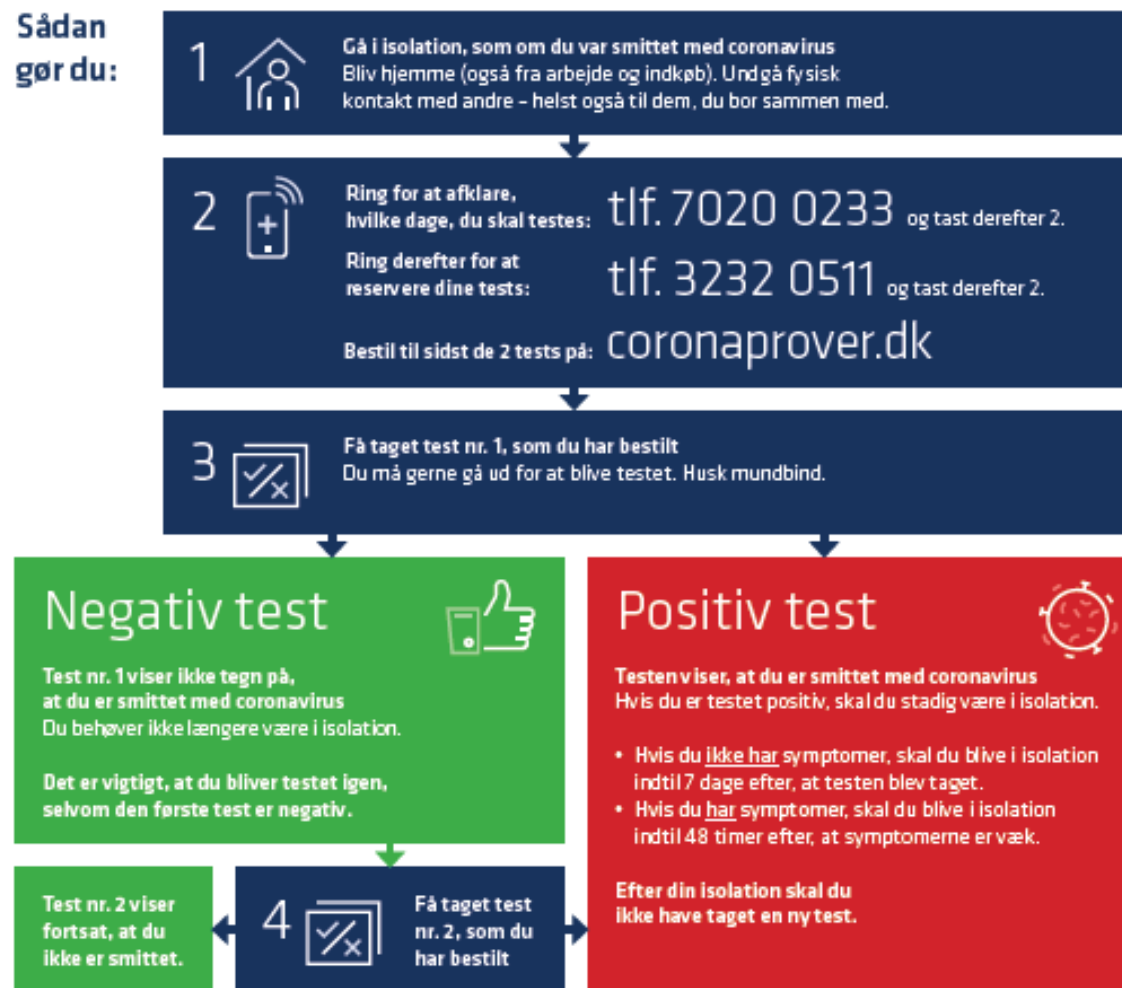 Sådan
gør du:
1
Gå i isolation, som om du var smittet med coronavirus
Bliv hjemme (også fra arbejde og indkøb). Undgå fysisk
kontakt med andre – helst også til dem, du bor sammen med.
2
Ring for at afklare,
hvilke dage, du skal testes: tlf. 7020 0233 og tast derefter 2.
Ring derefter for at
reservere dine tests: tlf. 3232 0511 og tast derefter 2.
Bestil til sidst de 2 tests på: coronaprover.dk
3
Få taget test nr. 1, som du har bestilt
Du må gerne gå ud for at blive testet. Husk mundbind.
Negativ test
Test nr. 1 viser ikke tegn på,
at du er smittet med coronavirus
Du behøver ikke længere være i isolation.
Det er vigtigt, at du bliver testet igen,
selvom den første test er negativ.
Positiv test
Testen viser, at du er smittet med coronavirus
Hvis du er testet positiv, skal du stadig være i isolation.
• Hvis du ikke har symptomer, skal du blive i isolation
indtil 7 dage efter, at testen blev taget.
• Hvis du har symptomer, skal du blive i isolation
indtil 48 timer efter, at symptomerne er væk.
Efter din isolation skal du
ikke have taget en ny test.
4
Få taget test
nr. 2, som du
har bestilt
Test nr. 2 viser
fortsat, at du
ikke er smittet.